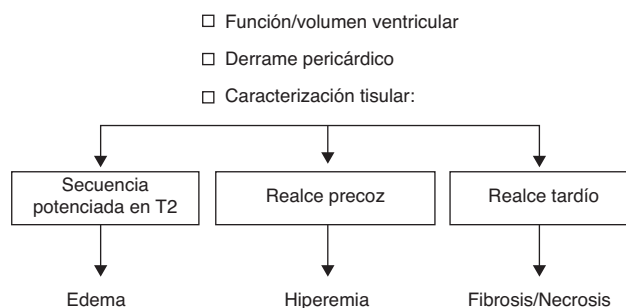 Función/volumen ventricular
Derrame pericárdico
Caracterización tisular:
Secuencia
potenciada en T2
Realce precoz
Realce tardío
Edema
Hiperemia
Fibrosis/Necrosis